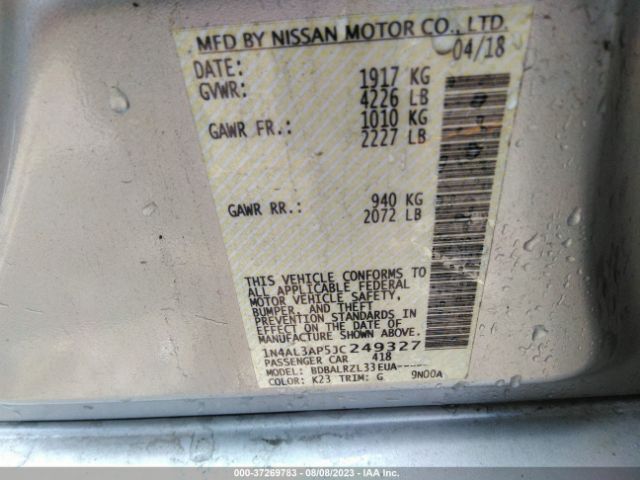 MFD BY NISSAN MOTOR CO., LTD.
DATE: 04/18
GVWR: 1917 KG
4226 LB
GAWR FR.: 1010 KG
2227 LB
GAWR RR.: 940 KG
2072 LB
THIS VEHICLE CONFORMS TO
ALL APPLICABLE FEDERAL
MOTOR VEHICLE SAFETY,
BUMPER, AND THEFT
PREVENTION STANDARDS IN
EFFECT ON THE DATE OF
MANUFACTURE SHOWN ABOVE.
1N4AL3AP5JC249327
PASSENGER CAR 418
MODEL: BDBALRZL33EUA-----
COLOR: K23 TRIM: G 9N00A
000-37269783 - 08/08/2023 - IAA Inc.